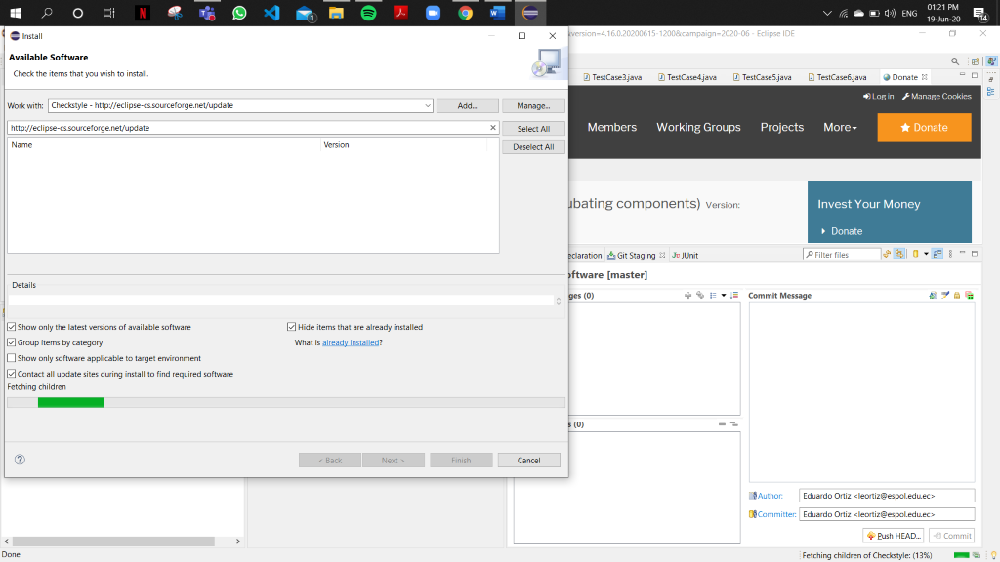 1
ENG
01:21 PM
19-Jun-20
14
Install
version=4.16.0.20200615-1200&campaign=2020-06 - Eclipse IDE
Available Software
Check the items that you wish to install.
Work with:
Checkstyle - http://eclipse-cs.sourceforge.net/update
Add...
Manage...
http://eclipse-cs.sourceforge.net/update
Select All
Deselect All
Name
Version
Details
Show only the latest versions of available software
Hide items that are already installed
Group items by category
What is already installed?
Show only software applicable to target environment
Contact all update sites during install to find required software
Fetching children
< Back
Next >
Finish
Cancel
TestCase3.java
TestCase4.java
TestCase5.java
TestCase6.java
Donate
Log in
Manage Cookies
Members
Working Groups
Projects
More
Donate
ubating components) Version:
Invest Your Money
Donate
eclaration
Git Staging
JUnit
Filter files
oftware [master]
ges (0)
Commit Message
s (0)
Author:
Eduardo Ortiz <leortiz@espol.edu.ec>
Committer:
Eduardo Ortiz <leortiz@espol.edu.ec>
Push HEAD...
Commit
Done
Fetching children of Checkstyle: (13%)